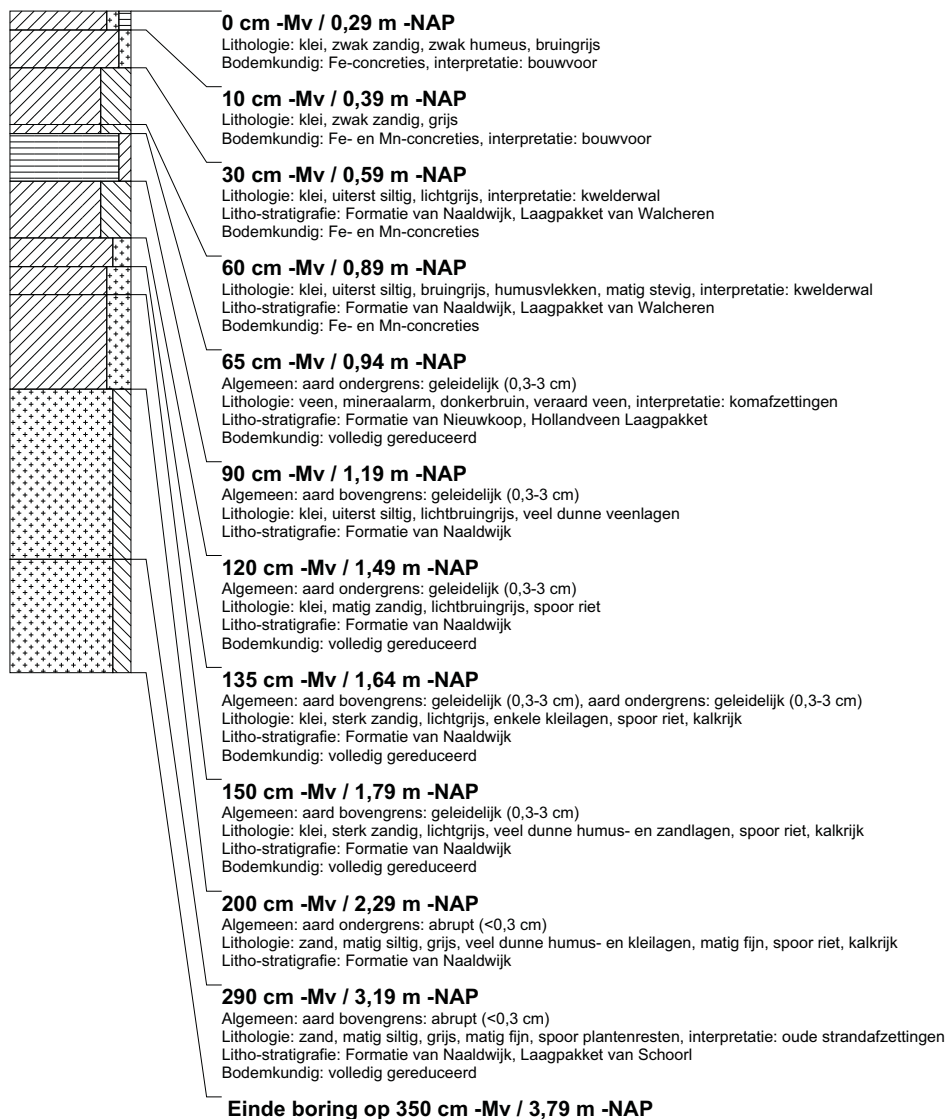 0 cm -Mv / 0,29 m -NAP
Lithologie: klei, zwak zandig, zwak humeus, bruingrijs
Bodemkundig: Fe-concreties, interpretatie: bouwvoor
10 cm -Mv / 0,39 m -NAP
Lithologie: klei, zwak zandig, grijs
Bodemkundig: Fe- en Mn-concreties, interpretatie: bouwvoor
30 cm -Mv / 0,59 m -NAP
Lithologie: klei, uiterst siltig, lichtgrijs, interpretatie: kwelderwal
Litho-stratigrafie: Formatie van Naaldwijk, Laagpakket van Walcheren
Bodemkundig: Fe- en Mn-concreties
60 cm -Mv / 0,89 m -NAP
Lithologie: klei, uiterst siltig, bruingrijs, humusvlekken, matig stevig, interpretatie: kwelderwal
Litho-stratigrafie: Formatie van Naaldwijk, Laagpakket van Walcheren
Bodemkundig: Fe- en Mn-concreties
65 cm -Mv / 0,94 m -NAP
Algemeen: aard ondergrens: geleidelijk (0,3-3 cm)
Lithologie: veen, mineraalarm, donkerbruin, veraard veen, interpretatie: komafzettingen
Litho-stratigrafie: Formatie van Nieuwkoop, Hollandveen Laagpakket
Bodemkundig: volledig gereduceerd
90 cm -Mv / 1,19 m -NAP
Algemeen: aard bovengrens: geleidelijk (0,3-3 cm)
Lithologie: klei, uiterst siltig, lichtbruingrijs, veel dunne veenlagen
Litho-stratigrafie: Formatie van Naaldwijk
120 cm -Mv / 1,49 m -NAP
Algemeen: aard ondergrens: geleidelijk (0,3-3 cm)
Lithologie: klei, matig zandig, lichtbruingrijs, spoor riet
Litho-stratigrafie: Formatie van Naaldwijk
Bodemkundig: volledig gereduceerd
135 cm -Mv / 1,64 m -NAP
Algemeen: aard bovengrens: geleidelijk (0,3-3 cm), aard ondergrens: geleidelijk (0,3-3 cm)
Lithologie: klei, sterk zandig, lichtgrijs, enkele kleilagen, spoor riet, kalkrijk
Litho-stratigrafie: Formatie van Naaldwijk
Bodemkundig: volledig gereduceerd
150 cm -Mv / 1,79 m -NAP
Algemeen: aard bovengrens: geleidelijk (0,3-3 cm)
Lithologie: klei, sterk zandig, lichtgrijs, veel dunne humus- en zandlagen, spoor riet, kalkrijk
Litho-stratigrafie: Formatie van Naaldwijk
Bodemkundig: volledig gereduceerd
200 cm -Mv / 2,29 m -NAP
Algemeen: aard ondergrens: abrupt (<0,3 cm)
Lithologie: zand, matig siltig, grijs, veel dunne humus- en kleilagen, matig fijn, spoor riet, kalkrijk
Litho-stratigrafie: Formatie van Naaldwijk
290 cm -Mv / 3,19 m -NAP
Algemeen: aard bovengrens: abrupt (<0,3 cm)
Lithologie: zand, matig siltig, grijs, matig fijn, spoor plantenresten, interpretatie: oude strandafzettingen
Litho-stratigrafie: Formatie van Naaldwijk, Laagpakket van Schoorl
Bodemkundig: volledig gereduceerd
Einde boring op 350 cm -Mv / 3,79 m -NAP